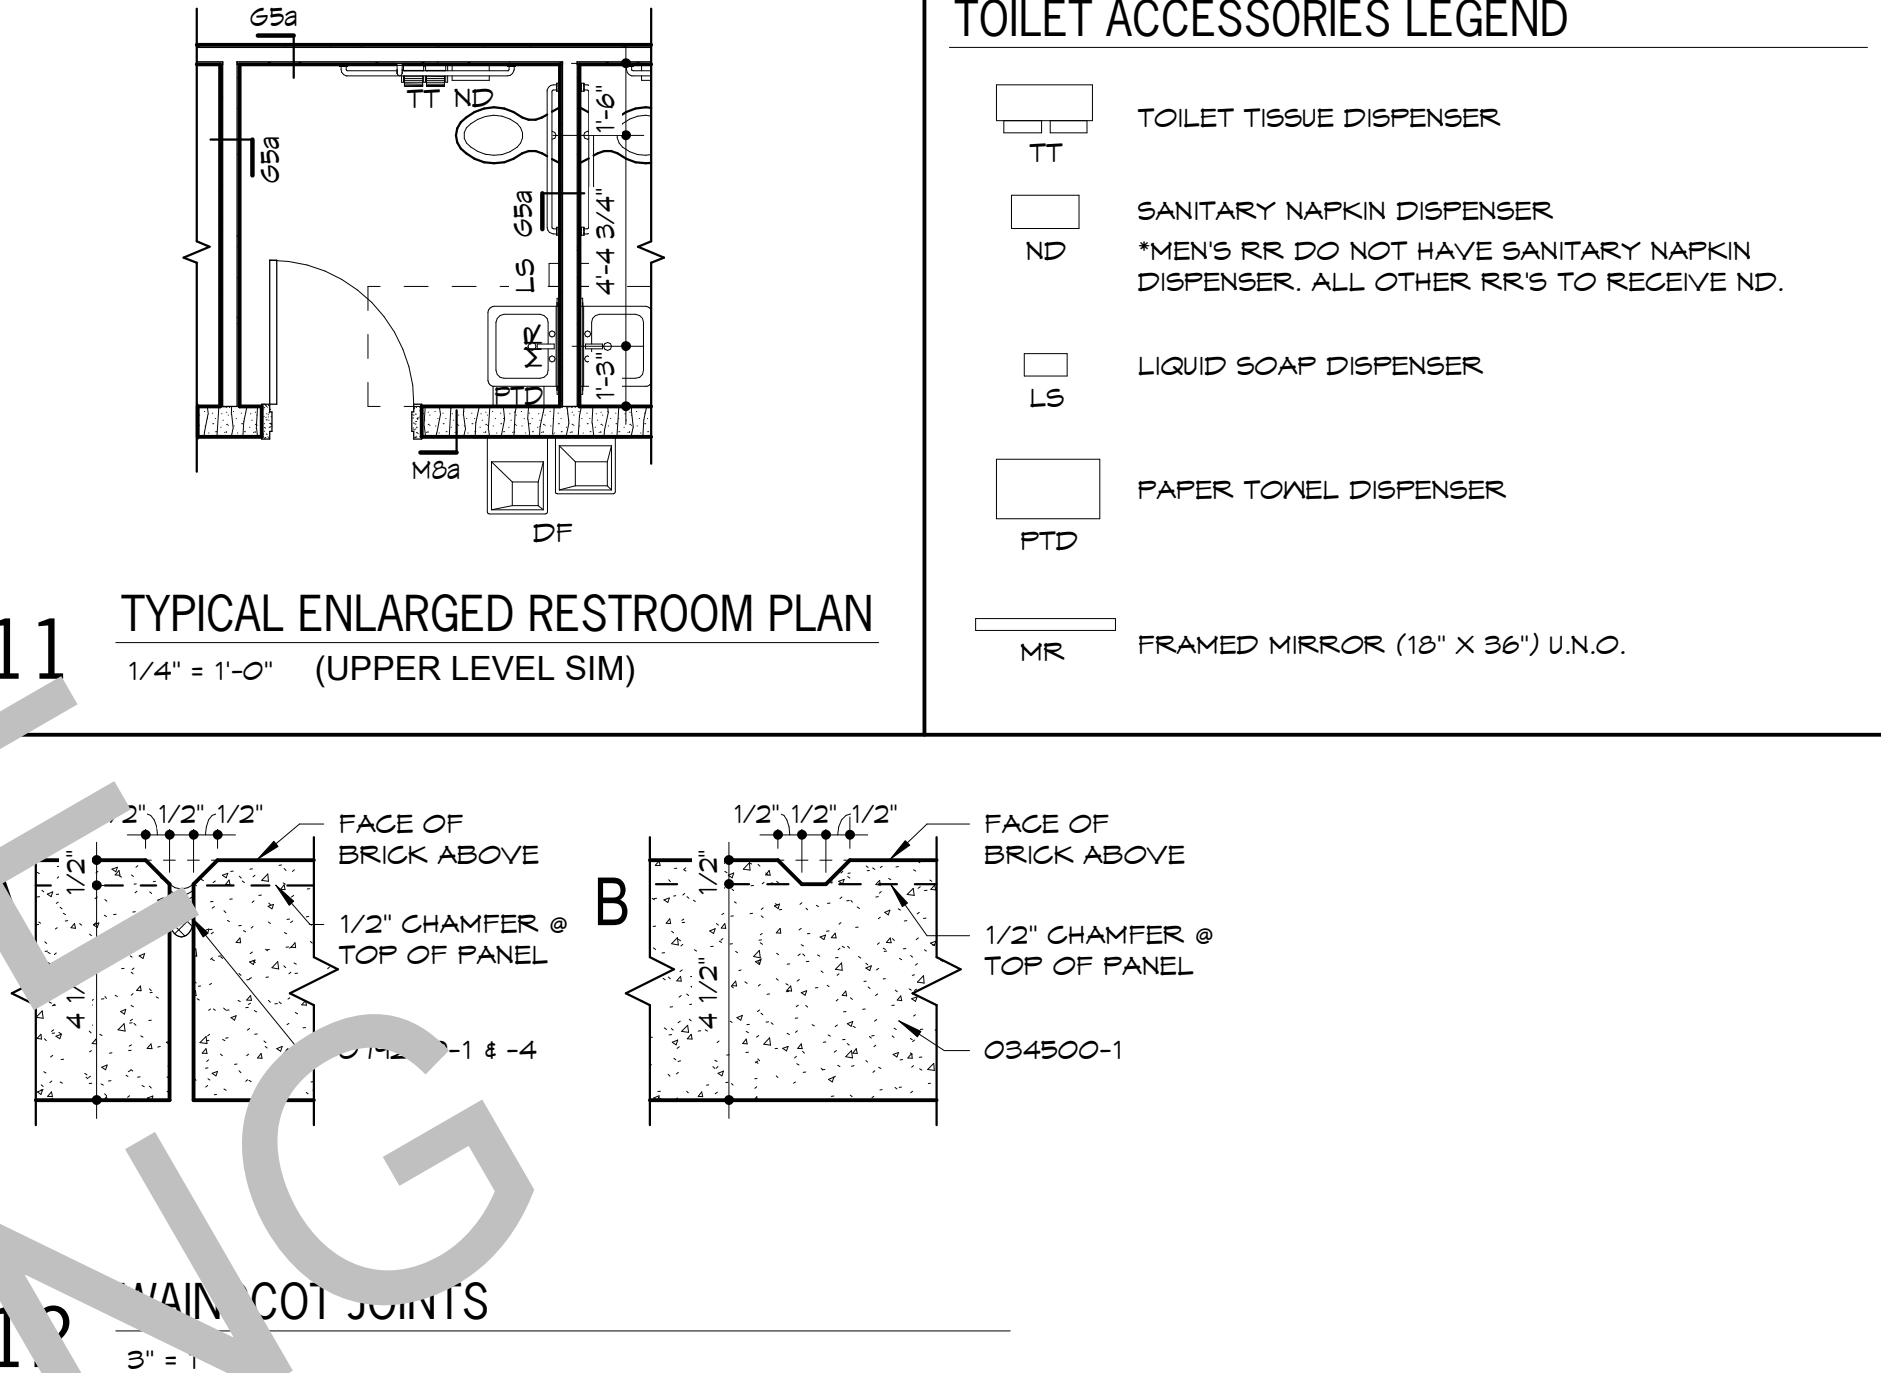 G5a
TT ND
1'-6"
G5a
G5a
4'-4 3/4"
LS
MR
1'-3"
PTD
M8a
DF
11
TYPICAL ENLARGED RESTROOM PLAN
1/4" = 1'-0" (UPPER LEVEL SIM)
TOILET ACCESSORIES LEGEND
TOILET TISSUE DISPENSER
TT
SANITARY NAPKIN DISPENSER
ND
*MEN'S RR DO NOT HAVE SANITARY NAPKIN
DISPENSER. ALL OTHER RR'S TO RECEIVE ND.
LIQUID SOAP DISPENSER
LS
PAPER TOWEL DISPENSER
PTD
FRAMED MIRROR (18" X 36") U.N.O.
MR
1/2" 1/2"
FACE OF
BRICK ABOVE
1/2"
1/2" CHAMFER @
TOP OF PANEL
-1 & -4
B
1/2" 1/2" 1/2"
FACE OF
BRICK ABOVE
1/2"
1/2" CHAMFER @
TOP OF PANEL
4 1/2"
034500-1
12
WAINSCOT JOINTS
3" = 1